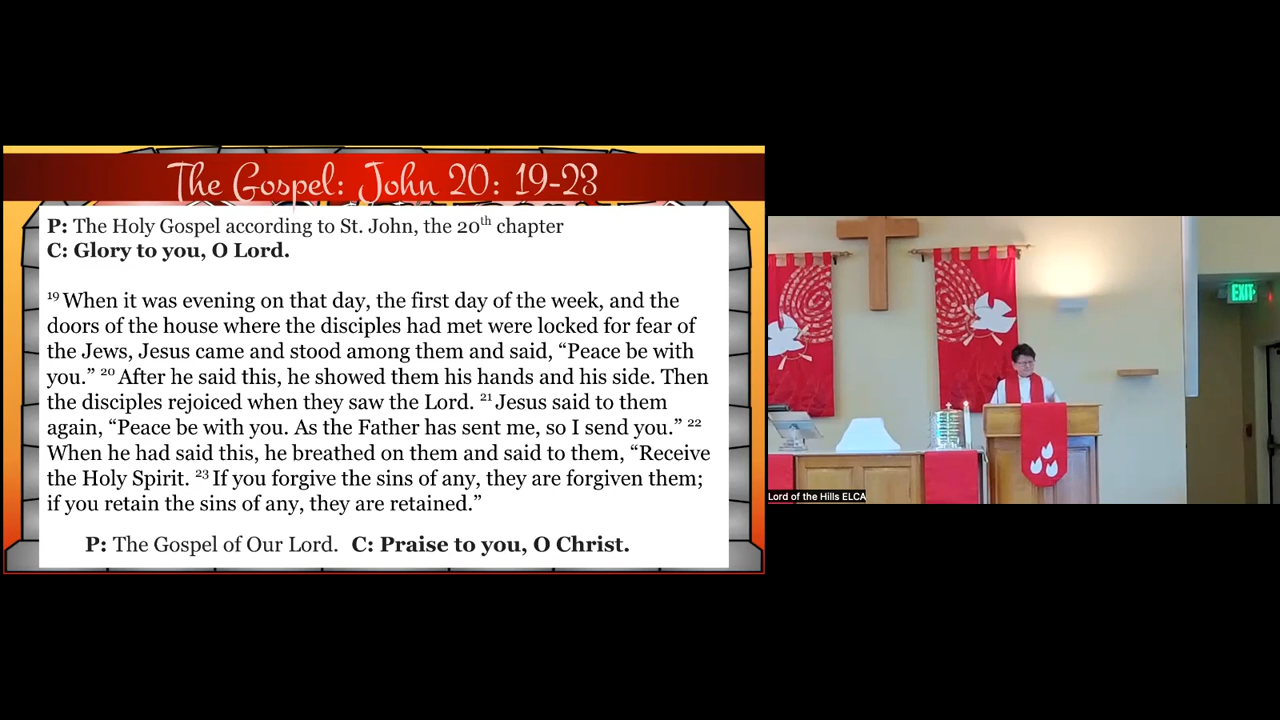 The Gospel: John 20: 19-23
P: The Holy Gospel according to St. John, the 20th chapter
C: Glory to you, O Lord.
19 When it was evening on that day, the first day of the week, and the
doors of the house where the disciples had met were locked for fear of
the Jews, Jesus came and stood among them and said, “Peace be with
you.” 20 After he said this, he showed them his hands and his side. Then
the disciples rejoiced when they saw the Lord. 21 Jesus said to them
again, “Peace be with you. As the Father has sent me, so I send you.” 22
When he had said this, he breathed on them and said to them, “Receive
the Holy Spirit. 23 If you forgive the sins of any, they are forgiven them;
if you retain the sins of any, they are retained.”
P: The Gospel of Our Lord. C: Praise to you, O Christ.
EXIT
Lord of the Hills ELCA